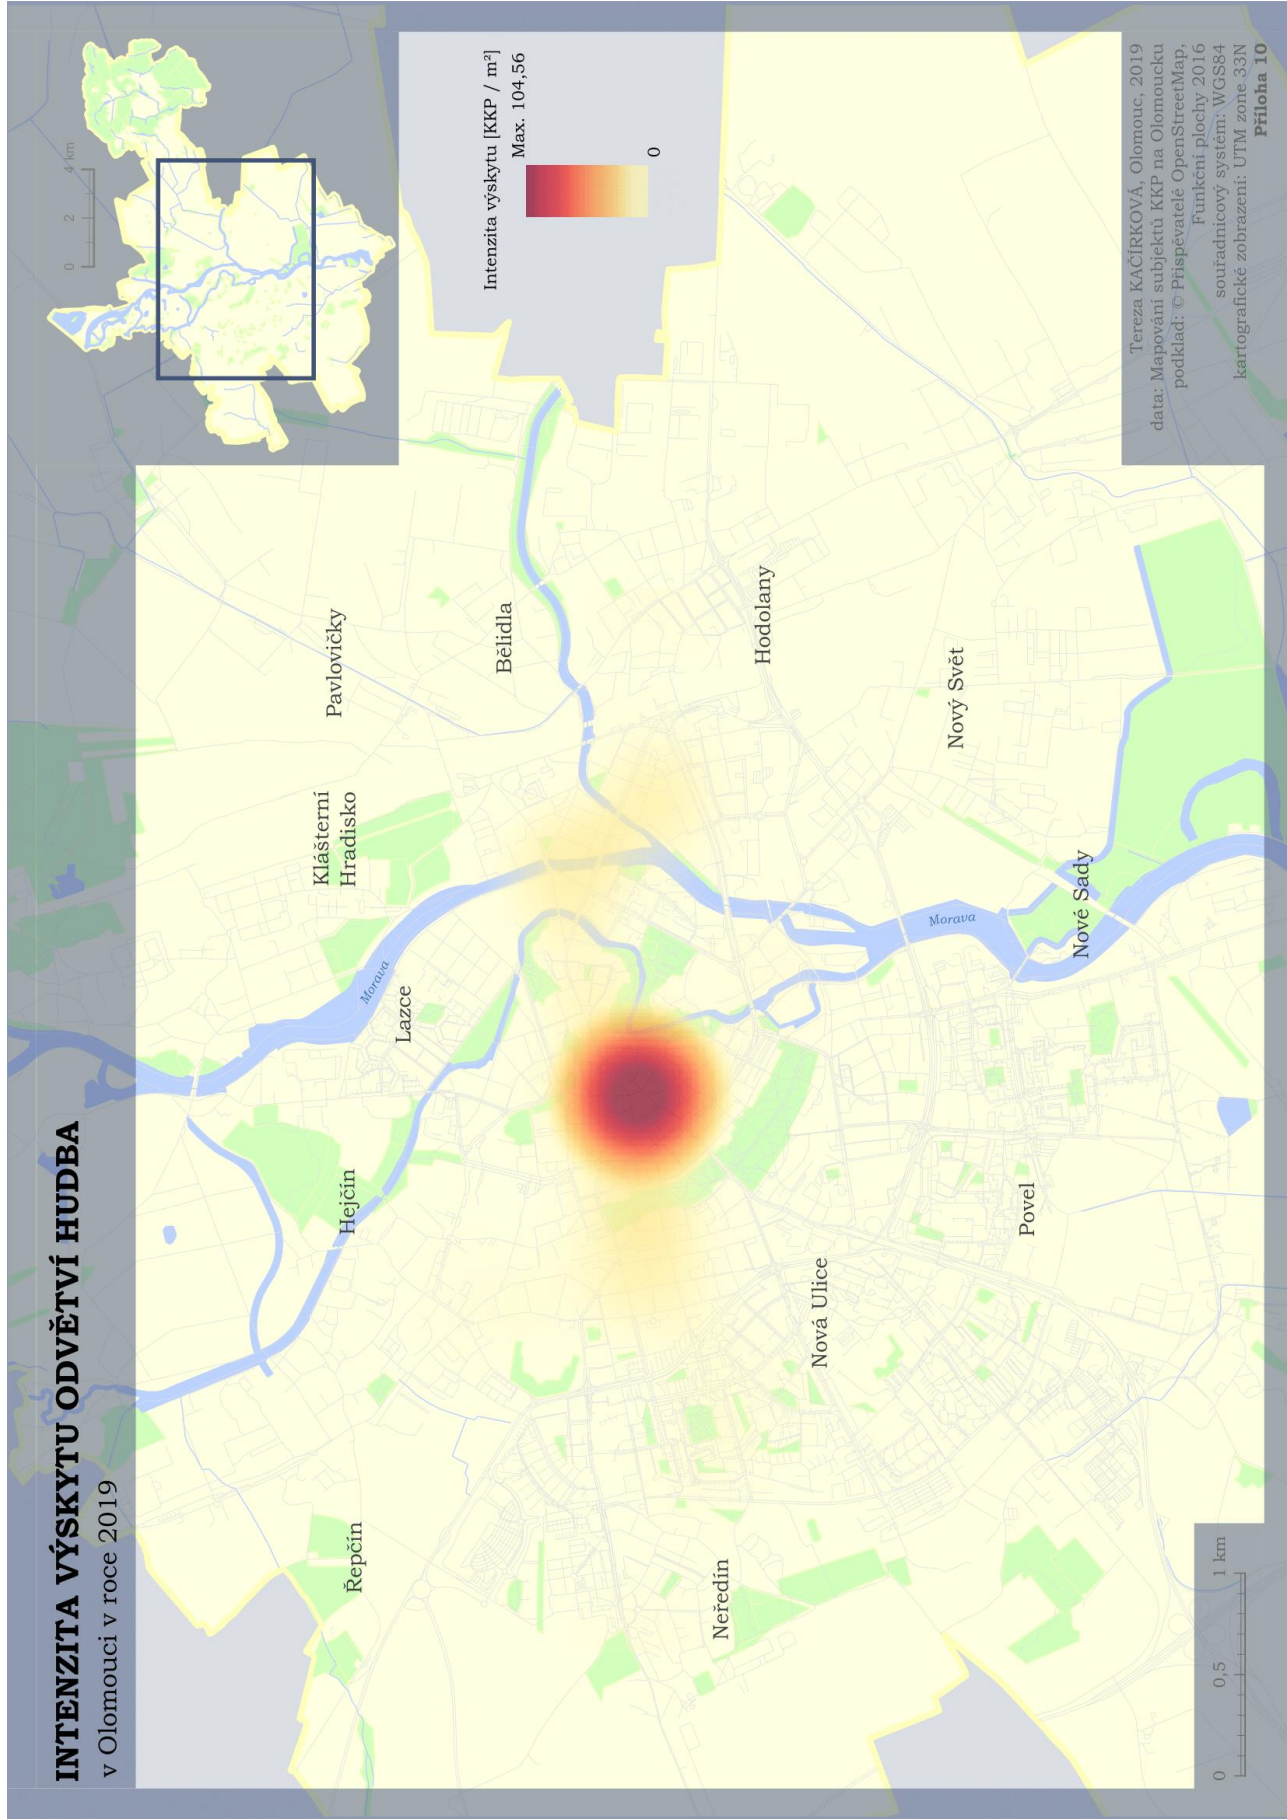 INTENZITA VÝSKYTU ODVĚTVÍ HUDBA
v Olomouci v roce 2019
0 2 4 km
Intenzita výskytu [KKP / m²]
Max. 104,56
0
Pavlovičky
Bělidla
Klášterní
Hradisko
Hodolany
Morava
Lazce
Hejčín
Nový Svět
Morava
Nové Sady
Řepčín
Nová Ulice
Povel
Neředín
0 0,5 1 km
Tereza KAČÍRKOVÁ, Olomouc, 2019
data: Mapování subjektů KKP na Olomoucku
podklad: © Přispěvatelé OpenStreetMap,
Funkční plochy 2016
souřadnicový systém: WGS84
kartografické zobrazení: UTM zone 33N
Příloha 10